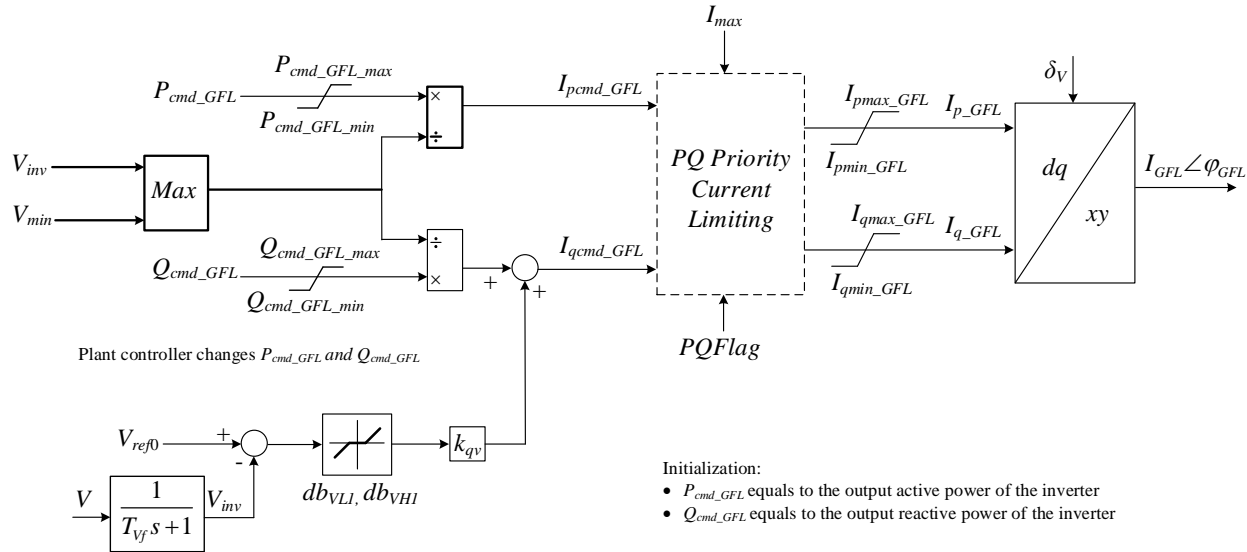 I_max
P_cmd_GFL_max
P_cmd_GFL
P_cmd_GFL_min
×
÷
I_pcmd_GFL
δ_V
I_pmax_GFL
I_p_GFL
I_pmin_GFL
V_inv
V_min
Max
PQ Priority
Current
Limiting
dq
xy
I_GFL∠φ_GFL
Q_cmd_GFL_max
Q_cmd_GFL
Q_cmd_GFL_min
÷
×
+
+
I_qcmd_GFL
I_qmax_GFL
I_q_GFL
I_qmin_GFL
PQFlag
Plant controller changes P_cmd_GFL and Q_cmd_GFL
V_ref0
+
-
k_qv
db_VL1, db_VH1
V
1
T_Vf s+1
V_inv
Initialization:
• P_cmd_GFL equals to the output active power of the inverter
• Q_cmd_GFL equals to the output reactive power of the inverter